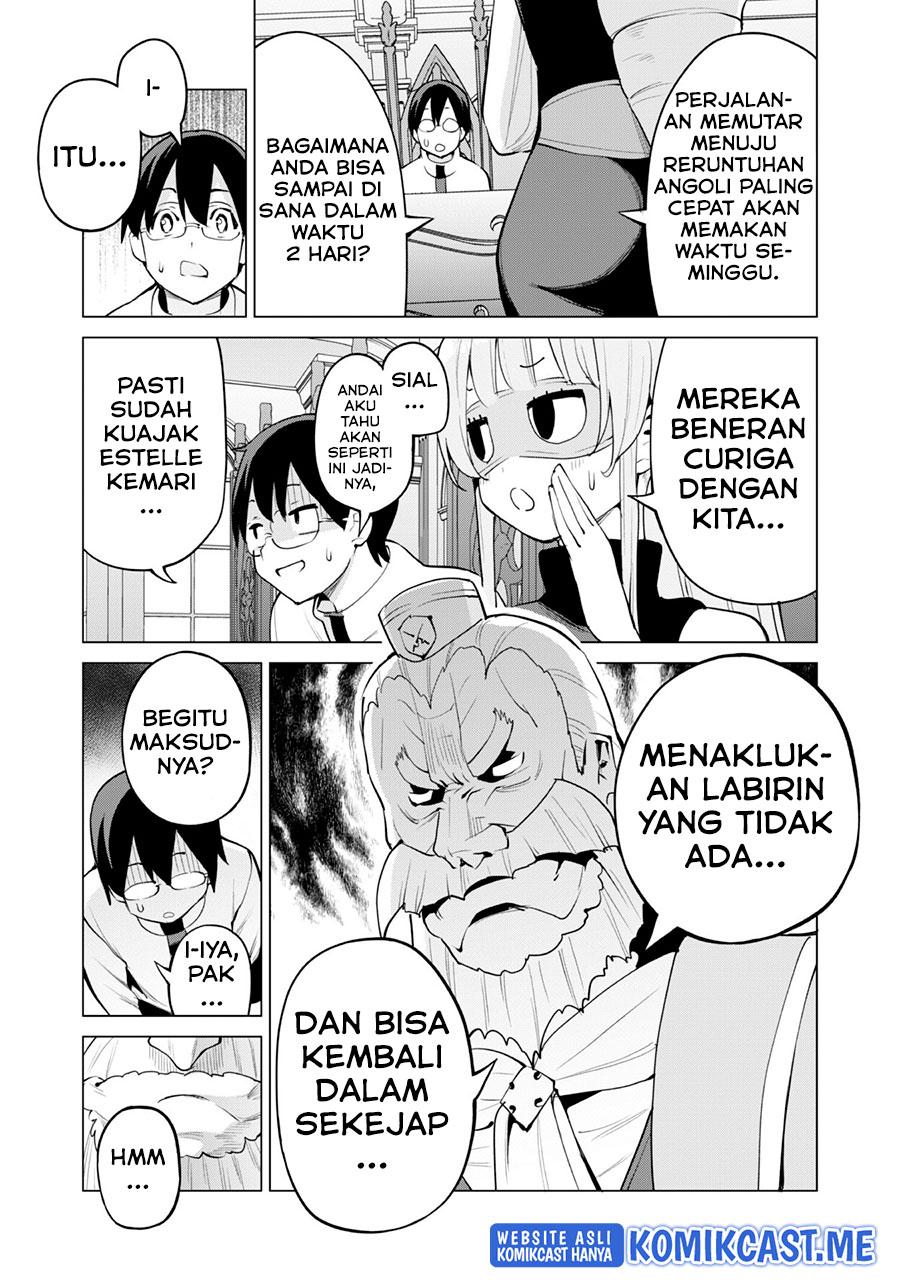 PERJALAN-
AN MEMUTAR
MENUJU
RERUNTUHAN
ANGOLI PALING
CEPAT AKAN
MEMAKAN
WAKTU SE-
MINGGU.
BAGAIMANA
ANDA BISA
SAMPAI DI
SANA DALAM
WAKTU
2 HARI?
I-
ITU...
MEREKA
BENERAN
CURIGA
DENGAN
KITA...
SIAL
...
ANDAI
AKU
TAHU
AKAN
SEPERTI
INI JADI-
NYA,
PASTI
SUDAH
KUAJAK
ESTELLE
KEMARI
...
MENAKLUK-
AN LABIRIN
YANG TIDAK
ADA...
DAN BISA
KEMBALI
DALAM
SEKEJAP
...
BEGITU
MAKSUD-
NYA?
I-IYA,
PAK
...
HMM
...
WEBSITE ASLI
KOMIKCAST HANYA
KOMIKCAST.ME